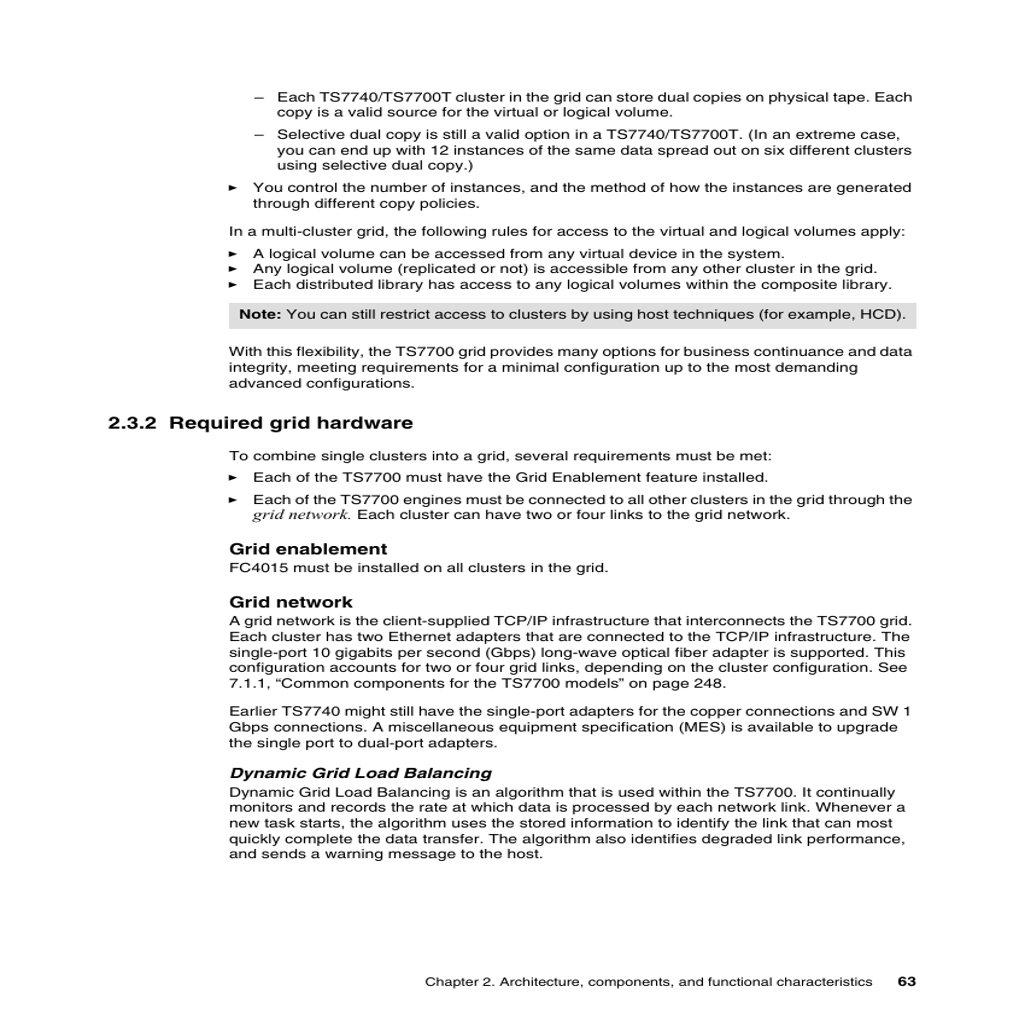 – Each TS7740/TS7700T cluster in the grid can store dual copies on physical tape. Each
copy is a valid source for the virtual or logical volume.
– Selective dual copy is still a valid option in a TS7740/TS7700T. (In an extreme case,
you can end up with 12 instances of the same data spread out on six different clusters
using selective dual copy.)
► You control the number of instances, and the method of how the instances are generated
through different copy policies.
In a multi-cluster grid, the following rules for access to the virtual and logical volumes apply:
► A logical volume can be accessed from any virtual device in the system.
► Any logical volume (replicated or not) is accessible from any other cluster in the grid.
► Each distributed library has access to any logical volumes within the composite library.
Note: You can still restrict access to clusters by using host techniques (for example, HCD).
With this flexibility, the TS7700 grid provides many options for business continuance and data
integrity, meeting requirements for a minimal configuration up to the most demanding
advanced configurations.
2.3.2 Required grid hardware
To combine single clusters into a grid, several requirements must be met:
► Each of the TS7700 must have the Grid Enablement feature installed.
► Each of the TS7700 engines must be connected to all other clusters in the grid through the
grid network. Each cluster can have two or four links to the grid network.
Grid enablement
FC4015 must be installed on all clusters in the grid.
Grid network
A grid network is the client-supplied TCP/IP infrastructure that interconnects the TS7700 grid.
Each cluster has two Ethernet adapters that are connected to the TCP/IP infrastructure. The
single-port 10 gigabits per second (Gbps) long-wave optical fiber adapter is supported. This
configuration accounts for two or four grid links, depending on the cluster configuration. See
7.1.1, “Common components for the TS7700 models” on page 248.
Earlier TS7740 might still have the single-port adapters for the copper connections and SW 1
Gbps connections. A miscellaneous equipment specification (MES) is available to upgrade
the single port to dual-port adapters.
Dynamic Grid Load Balancing
Dynamic Grid Load Balancing is an algorithm that is used within the TS7700. It continually
monitors and records the rate at which data is processed by each network link. Whenever a
new task starts, the algorithm uses the stored information to identify the link that can most
quickly complete the data transfer. The algorithm also identifies degraded link performance,
and sends a warning message to the host.
Chapter 2. Architecture, components, and functional characteristics 63